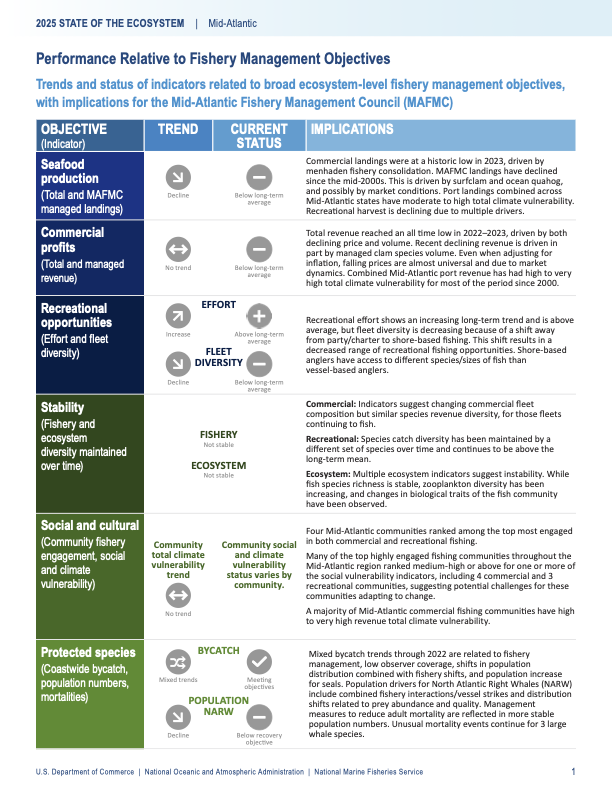 2025 STATE OF THE ECOSYSTEM | Mid-Atlantic
Performance Relative to Fishery Management Objectives
Trends and status of indicators related to broad ecosystem-level fishery management objectives,
with implications for the Mid-Atlantic Fishery Management Council (MAFMC)
OBJECTIVE
(Indicator)
TREND
CURRENT
STATUS
IMPLICATIONS
Seafood
production
(Total and MAFMC
managed landings)
Decline
Below long-term
average
Commercial landings were at a historic low in 2023, driven by
menhaden fishery consolidation. MAFMC landings have declined
since the mid-2000s. This is driven by surfclam and ocean quahog,
and possibly by market conditions. Port landings combined across
Mid-Atlantic states have moderate to high total climate vulnerability.
Recreational harvest is declining due to multiple drivers.
Commercial
profits
(Total and managed
revenue)
No trend
Below long-term
average
Total revenue reached an all time low in 2022–2023, driven by both
declining price and volume. Recent declining revenue is driven in
part by managed clam species volume. Even when adjusting for
inflation, falling prices are almost universal and due to market
dynamics. Combined Mid-Atlantic port revenue has had high to very
high total climate vulnerability for most of the period since 2000.
Recreational
opportunities
(Effort and fleet
diversity)
EFFORT
Increase
Above long-term
average
FLEET
DIVERSITY
Decline
Below long-term
average
Recreational effort shows an increasing long-term trend and is above
average, but fleet diversity is decreasing because of a shift away
from party/charter to shore-based fishing. This shift results in a
decreased range of recreational fishing opportunities. Shore-based
anglers have access to different species/sizes of fish than
vessel-based anglers.
Stability
(Fishery and
ecosystem
diversity maintained
over time)
FISHERY
Not stable
ECOSYSTEM
Not stable
Commercial: Indicators suggest changing commercial fleet
composition but similar species revenue diversity, for those fleets
continuing to fish.
Recreational: Species catch diversity has been maintained by a
different set of species over time and continues to be above the
long-term mean.
Ecosystem: Multiple ecosystem indicators suggest instability. While
fish species richness is stable, zooplankton diversity has been
increasing, and changes in biological traits of the fish community
have been observed.
Social and cultural
(Community fishery
engagement, social
and climate
vulnerability)
Community
total climate
vulnerability
trend
No trend
Community social
and climate
vulnerability
status varies by
community.
Four Mid-Atlantic communities ranked among the top most engaged
in both commercial and recreational fishing.
Many of the top highly engaged fishing communities throughout the
Mid-Atlantic region ranked medium-high or above for one or more of
the social vulnerability indicators, including 4 commercial and 3
recreational communities, suggesting potential challenges for these
communities adapting to change.
A majority of Mid-Atlantic commercial fishing communities have high
to very high revenue total climate vulnerability.
Protected species
(Coastwide bycatch,
population numbers,
mortalities)
BYCATCH
Mixed trends
Meeting
objectives
POPULATION
NARW
Decline
Below recovery
objective
Mixed bycatch trends through 2022 are related to fishery
management, low observer coverage, shifts in population
distribution combined with fishery shifts, and population increase
for seals. Population drivers for North Atlantic Right Whales (NARW)
include combined fishery interactions/vessel strikes and distribution
shifts related to prey abundance and quality. Management
measures to reduce adult mortality are reflected in more stable
population numbers. Unusual mortality events continue for 3 large
whale species.
U.S. Department of Commerce | National Oceanic and Atmospheric Administration | National Marine Fisheries Service
1